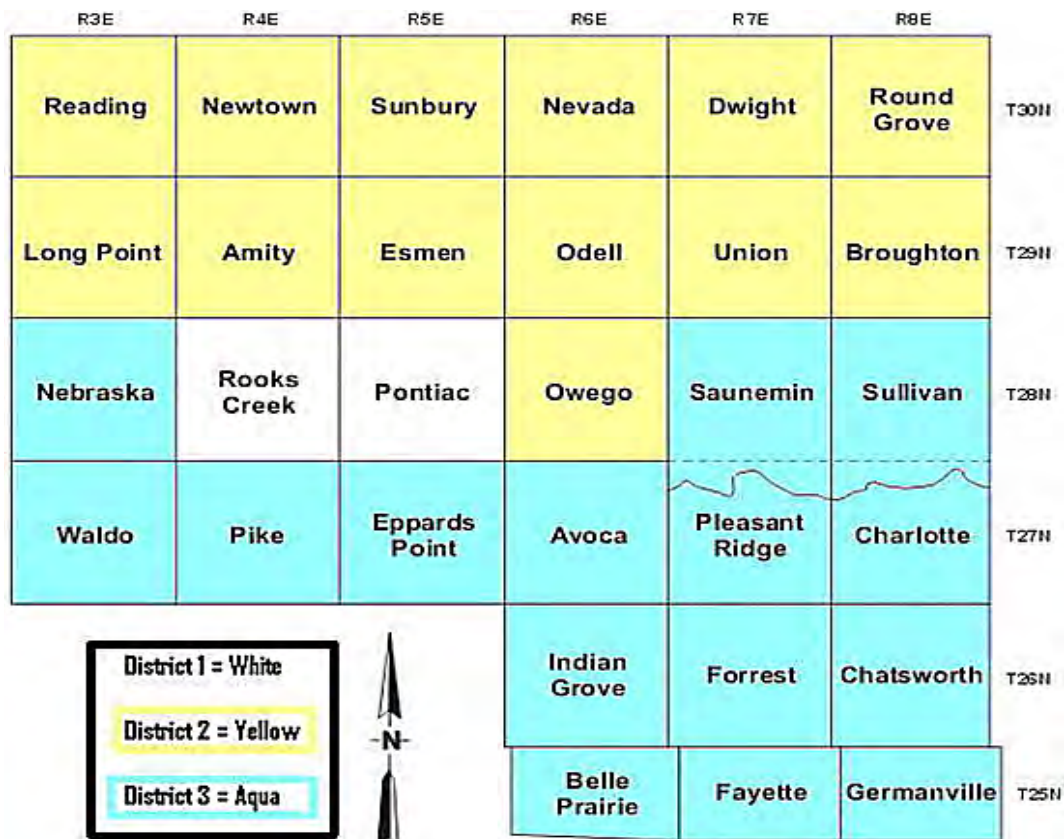 R3E R4E R5E R6E R7E R8E
Reading Newtown Sunbury Nevada Dwight Round
Grove T30N
Long Point Amity Esmen Odell Union Broughton T29N
Nebraska Rooks
Creek Pontiac Owego Saunemin Sullivan T28N
Waldo Pike Eppards
Point Avoca Pleasant
Ridge Charlotte T27N
Indian
Grove Forrest Chatsworth T26N
Belle
Prairie Fayette Germanville T25N
District 1 = White
District 2 = Yellow
District 3 = Aqua
N